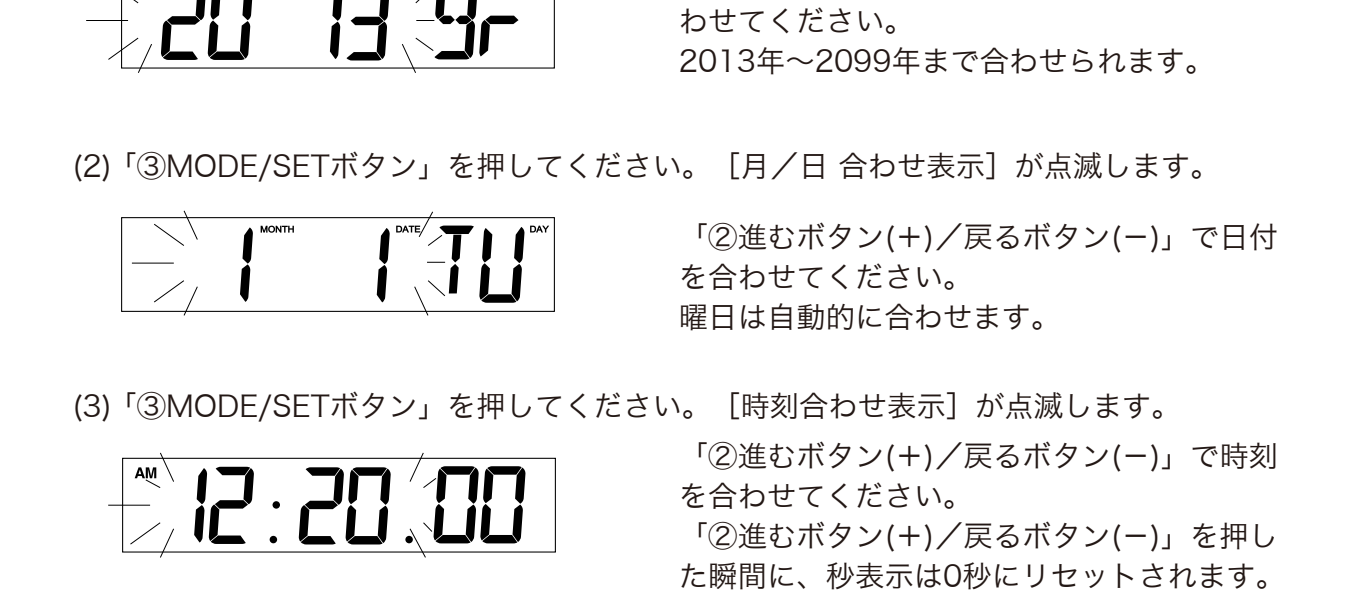 わせてください。
20 13 yr
2013年〜2099年まで合わせられます。
(2)「③MODE/SETボタン」を押してください。［月／日 合わせ表示］が点滅します。
1 MONTH 1 DATE TU DAY
「②進むボタン(＋)／戻るボタン(－)」で日付
を合わせてください。
曜日は自動的に合わせます。
(3)「③MODE/SETボタン」を押してください。［時刻合わせ表示］が点滅します。
AM 12:20.00
「②進むボタン(＋)／戻るボタン(－)」で時刻
を合わせてください。
「②進むボタン(＋)／戻るボタン(－)」を押し
た瞬間に、秒表示は0秒にリセットされます。